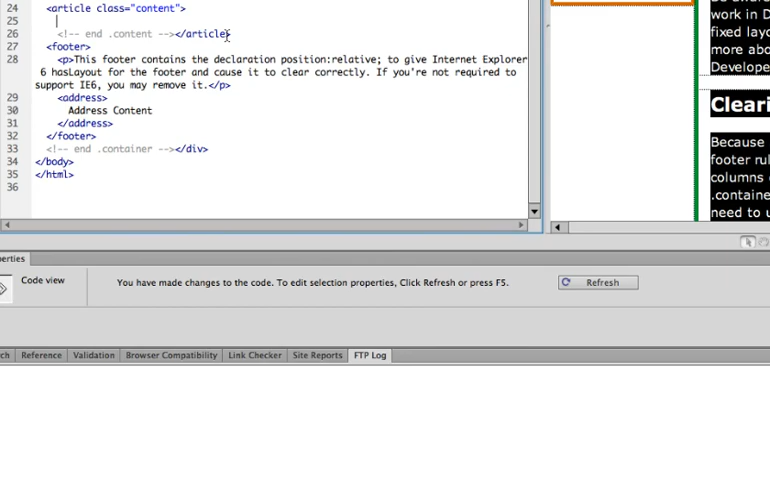 24 <article class="content">
25
26 <!-- end .content --></article>
27 <footer>
28 <p>This footer contains the declaration position:relative; to give Internet Explorer
6 hasLayout for the footer and cause it to clear correctly. If you're not required to
support IE6, you may remove it.</p>
29 <address>
30 Address Content
31 </address>
32 </footer>
33 <!-- end .container --></div>
34 </body>
35 </html>
36
work in D
fixed layo
more abo
Develope
Cleari
Because
footer rul
columns
.containe
need to u
perties
Code view
You have made changes to the code. To edit selection properties, Click Refresh or press F5.
Refresh
rch Reference Validation Browser Compatibility Link Checker Site Reports FTP Log